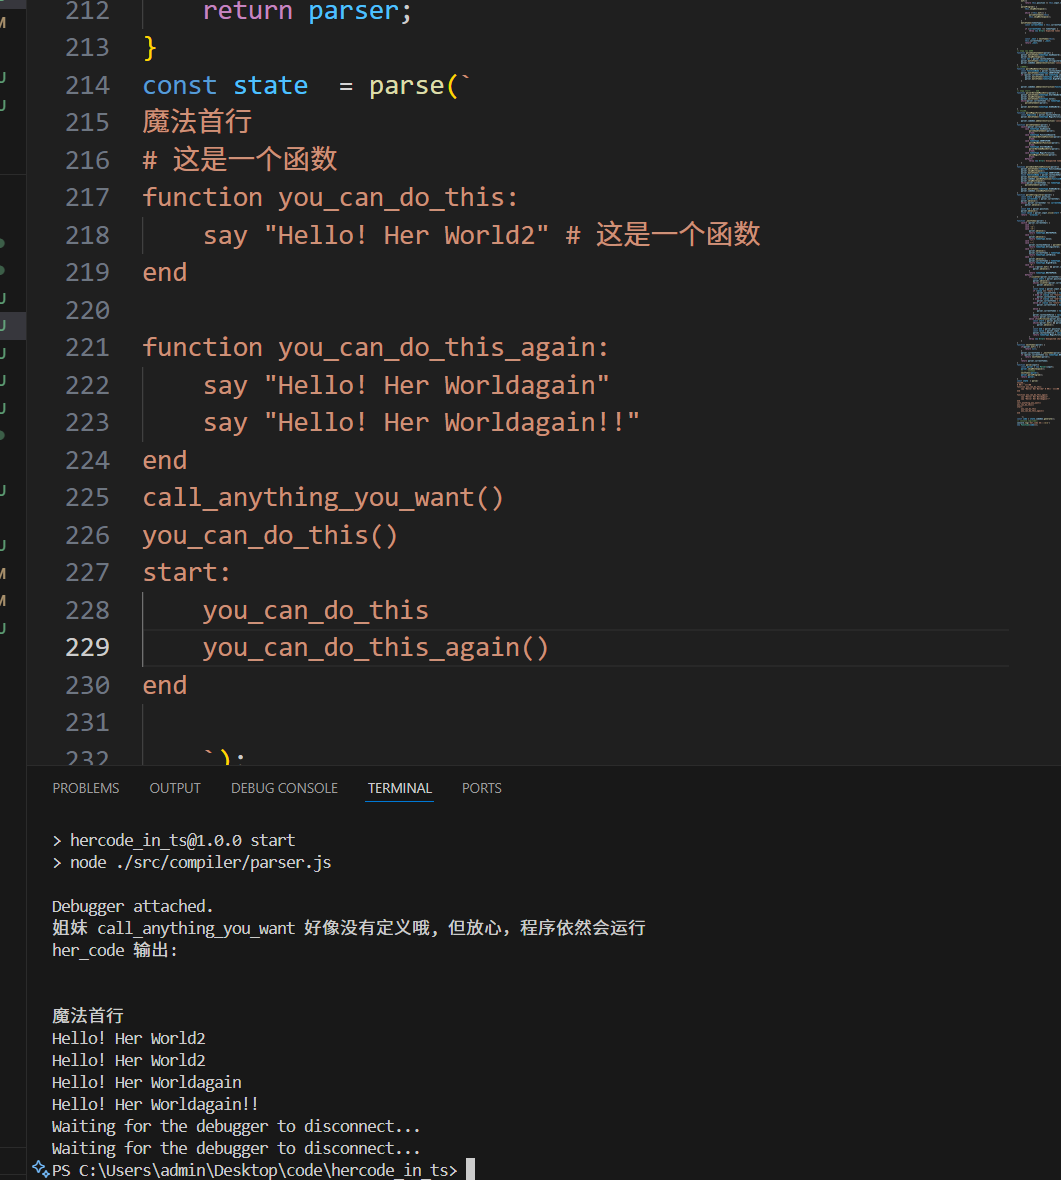 212 return parser;
213 }
214 const state  = parse(`
215 魔法首行
216 # 这是一个函数
217 function you_can_do_this:
218 say "Hello! Her World2" # 这是一个函数
219 end
220
221 function you_can_do_this_again:
222 say "Hello! Her Worldagain"
223 say "Hello! Her Worldagain!!"
224 end
225 call_anything_you_want()
226 you_can_do_this()
227 start:
228 you_can_do_this
229 you_can_do_this_again()
230 end
231
232 `);
PROBLEMS OUTPUT DEBUG CONSOLE TERMINAL PORTS
> hercode_in_ts@1.0.0 start
> node ./src/compiler/parser.js
Debugger attached.
姐妹 call_anything_you_want 好像没有定义哦, 但放心，程序依然会运行
her_code 输出:
魔法首行
Hello! Her World2
Hello! Her World2
Hello! Her Worldagain
Hello! Her Worldagain!!
Waiting for the debugger to disconnect...
Waiting for the debugger to disconnect...
PS C:\Users\admin\Desktop\code\hercode_in_ts>